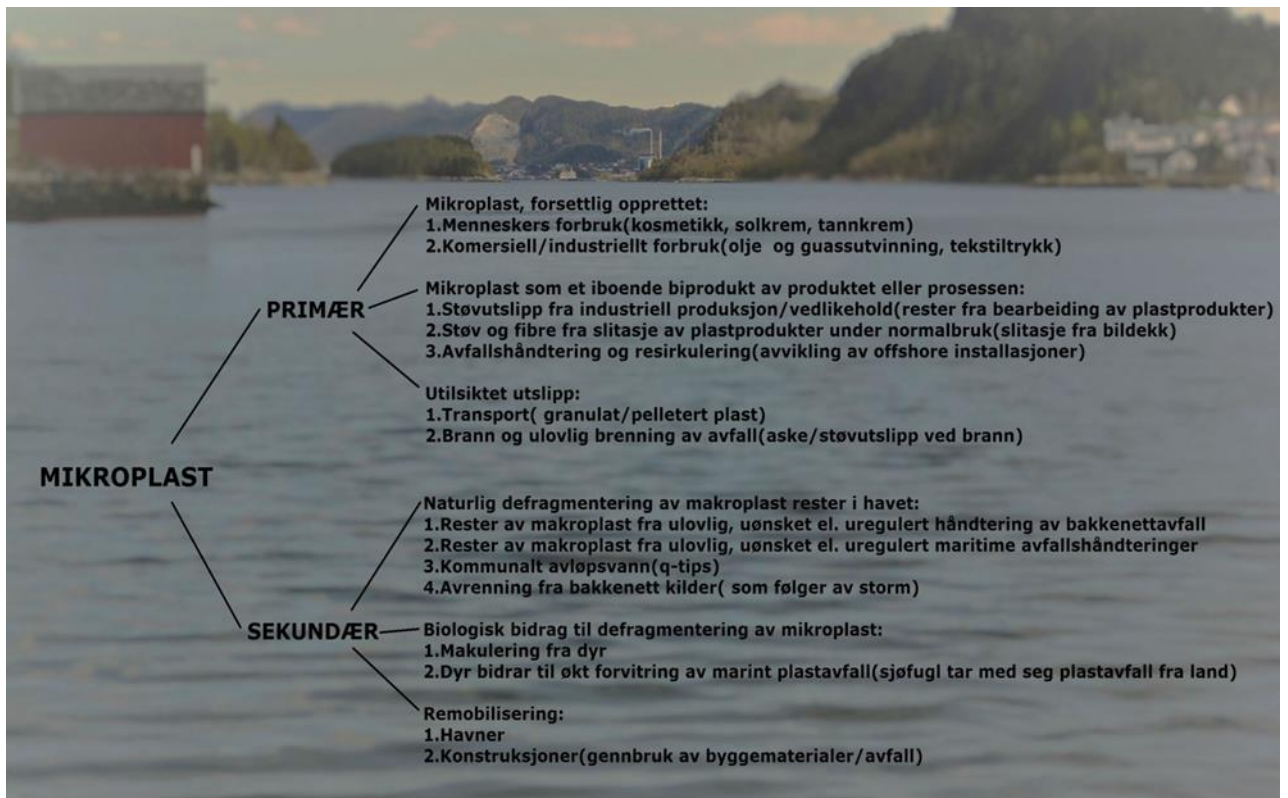 Mikroplast, forsettlig opprettet:
1.Menneskers forbruk(kosmetikk, solkrem, tannkrem)
2.Komersiell/industriellt forbruk(olje og guassutvinning, tekstiltrykk)
PRIMÆR
Mikroplast som et iboende biprodukt av produktet eller prosessen:
1.Støvutslipp fra industriell produksjon/vedlikehold(rester fra bearbeiding av plastprodukter)
2.Støv og fibre fra slitasje av plastprodukter under normalbruk(slitasje fra bildekk)
3.Avfallshåndtering og resirkulering(avvikling av offshore installasjoner)
Utilsiktet utslipp:
1.Transport( granulat/pelletert plast)
2.Brann og ulovlig brenning av avfall(aske/støvutslipp ved brann)
MIKROPLAST
Naturlig defragmentering av makroplast rester i havet:
1.Rester av makroplast fra ulovlig, uønsket el. uregulert håndtering av bakkenettavfall
2.Rester av makroplast fra ulovlig, uønsket el. uregulert maritime avfallshåndteringer
3.Kommunalt avløpsvann(q-tips)
4.Avrenning fra bakkenett kilder( som følger av storm)
SEKUNDÆR
Biologisk bidrag til defragmentering av mikroplast:
1.Makulering fra dyr
2.Dyr bidrar til økt forvitring av marint plastavfall(sjøfugl tar med seg plastavfall fra land)
Remobilisering:
1.Havner
2.Konstruksjoner(gennbruk av byggematerialer/avfall)